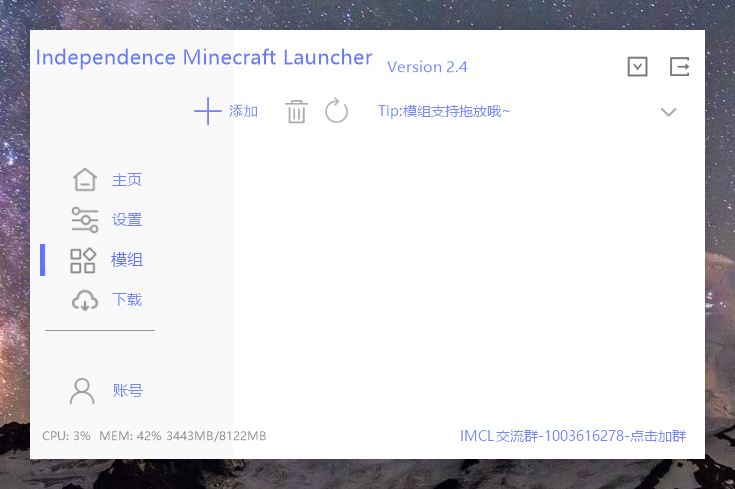 Independence Minecraft Launcher Version 2.4
添加 Tip:模组支持拖放哦~
主页
设置
模组
下载
账号
CPU: 3% MEM: 42% 3443MB/8122MB IMCL交流群-1003616278-点击加群